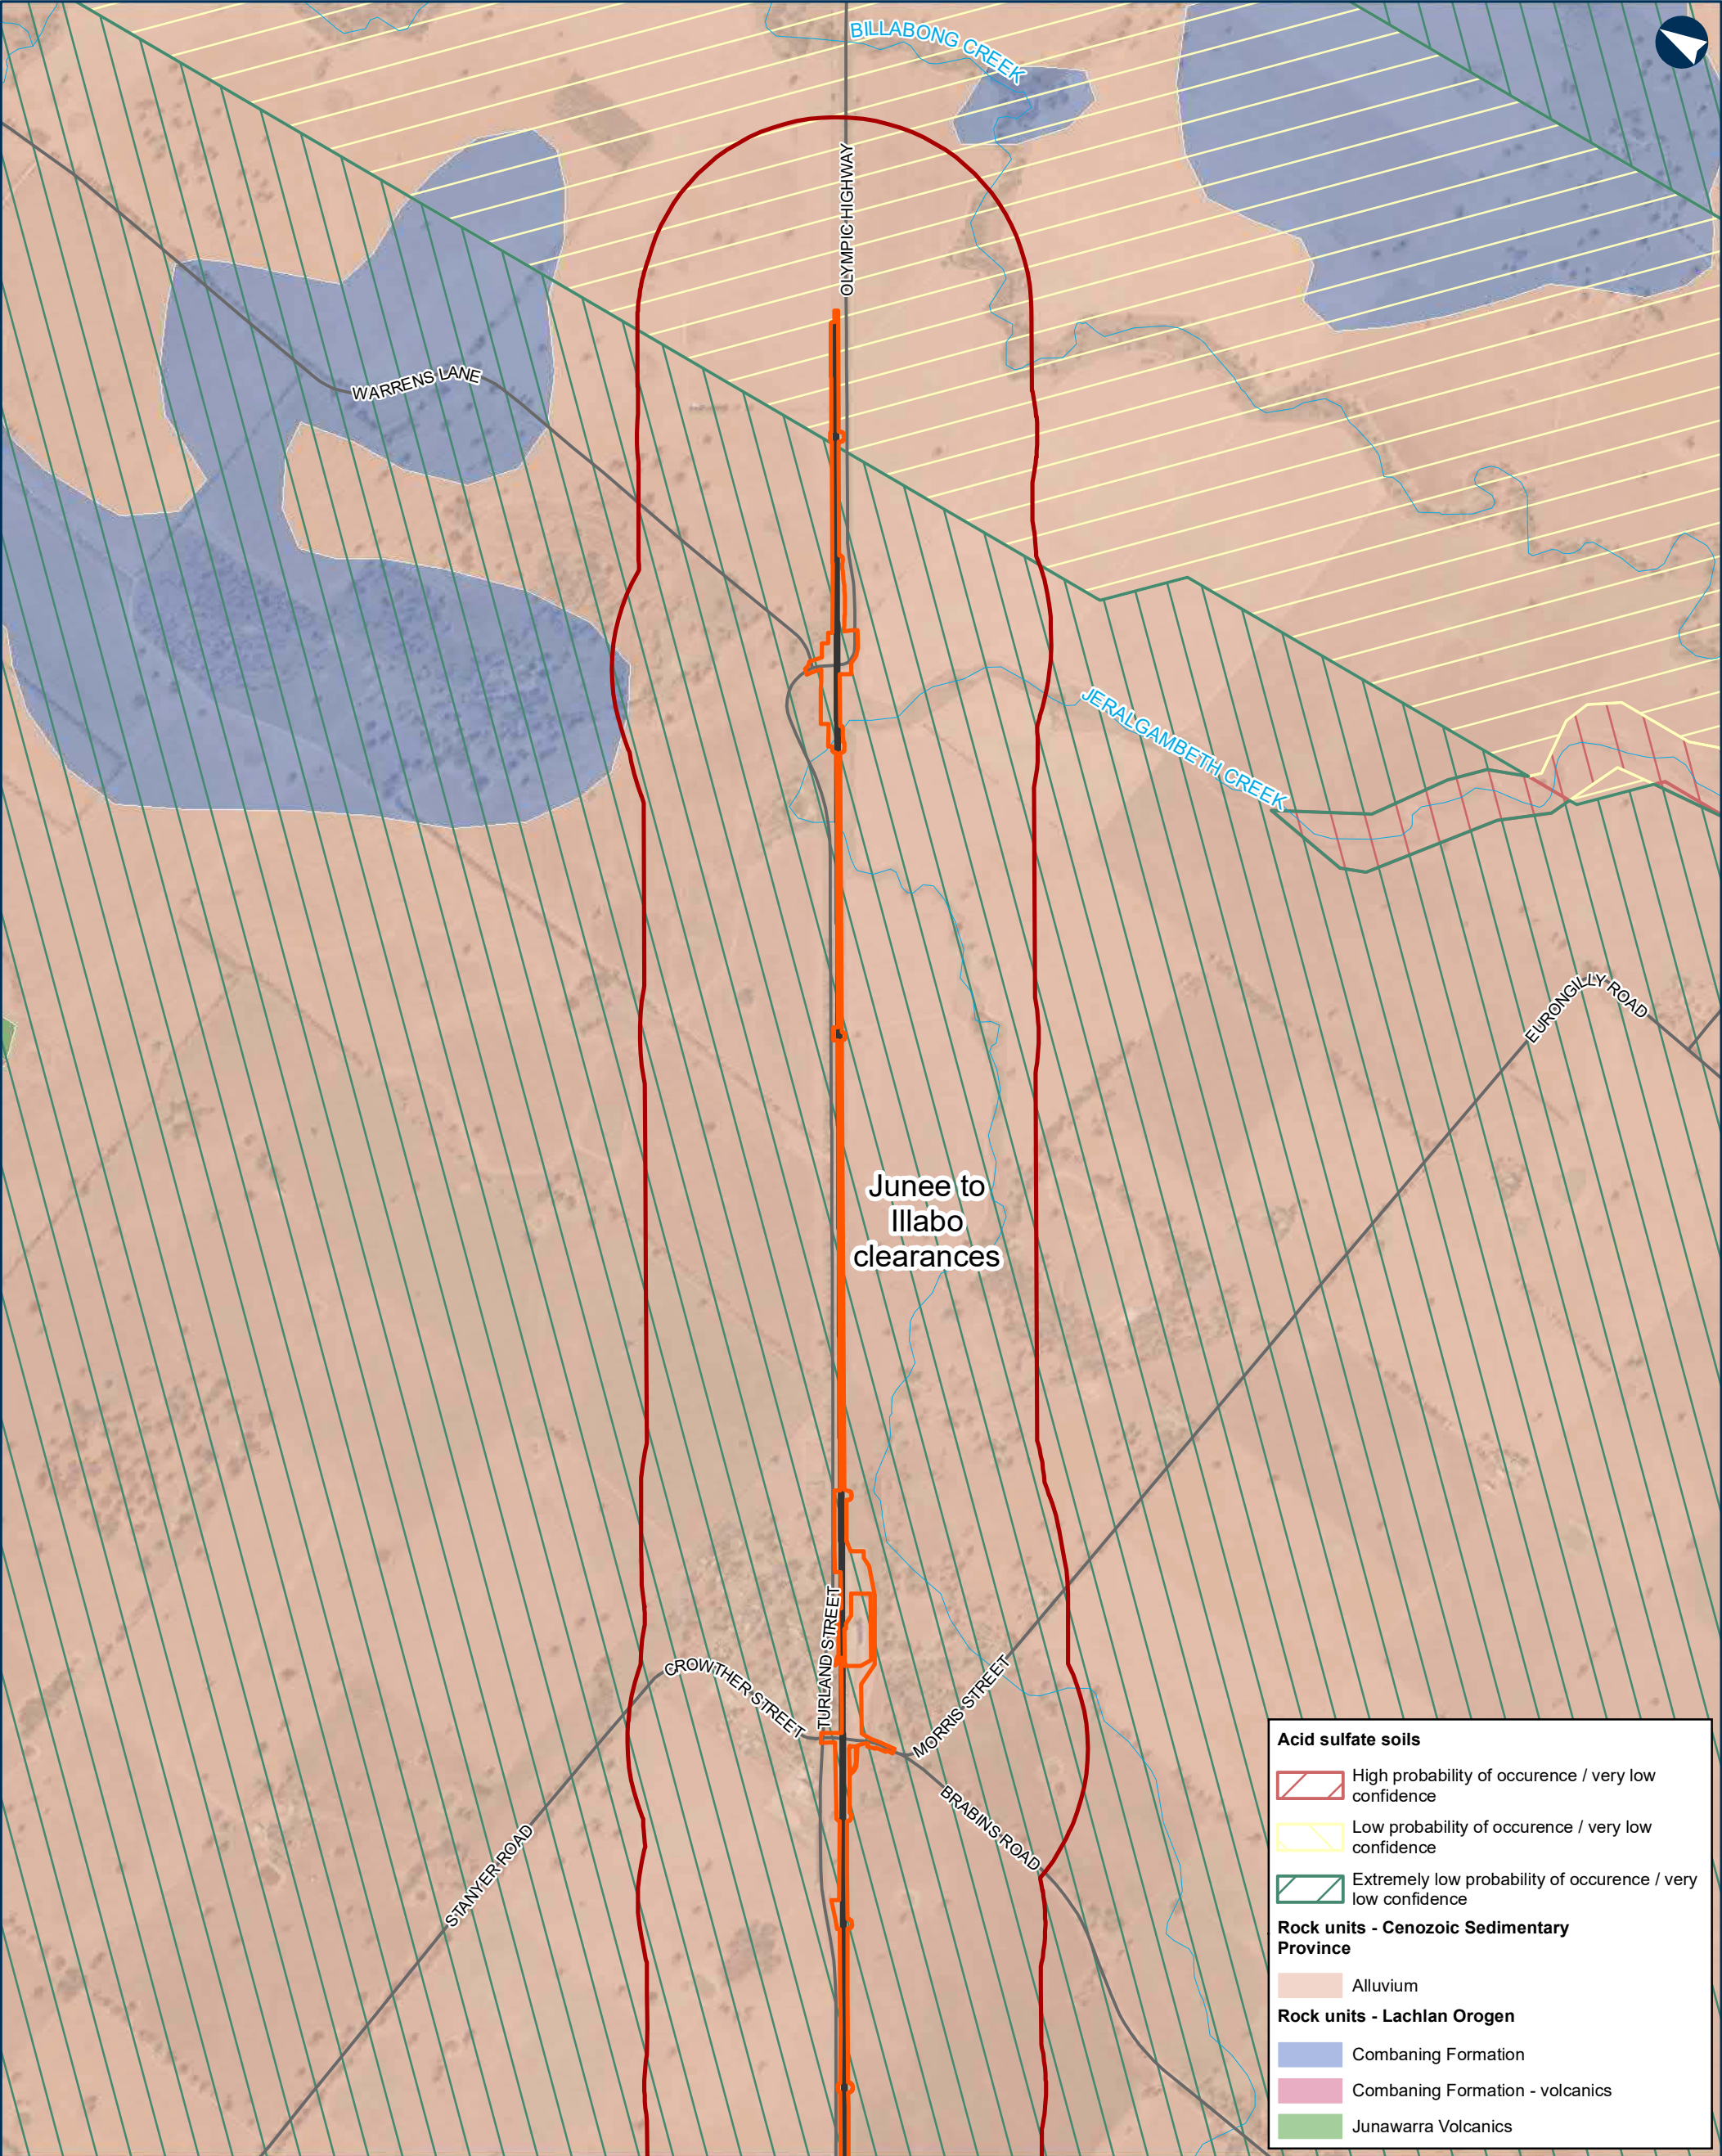 BILLABONG CREEK
OLYMPIC HIGHWAY
WARRENS LANE
JERALGAMBETH CREEK
EURONGILLY ROAD
Junee to
Illabo
clearances
TURLAND STREET
CROWTHER STREET
MORRIS STREET
BRABINS ROAD
STANYER ROAD
Acid sulfate soils
High probability of occurence / very low
confidence
Low probability of occurence / very low
confidence
Extremely low probability of occurence / very
low confidence
Rock units - Cenozoic Sedimentary
Province
Alluvium
Rock units - Lachlan Orogen
Combaning Formation
Combaning Formation - volcanics
Junawarra Volcanics